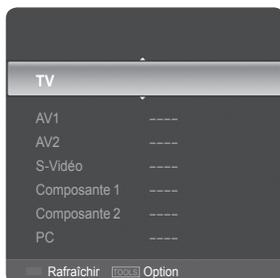 TV
AV1 ----
AV2 ----
S-Vidéo ----
Composante 1 ----
Composante 2 ----
PC ----
Rafraîchir TOOLS Option